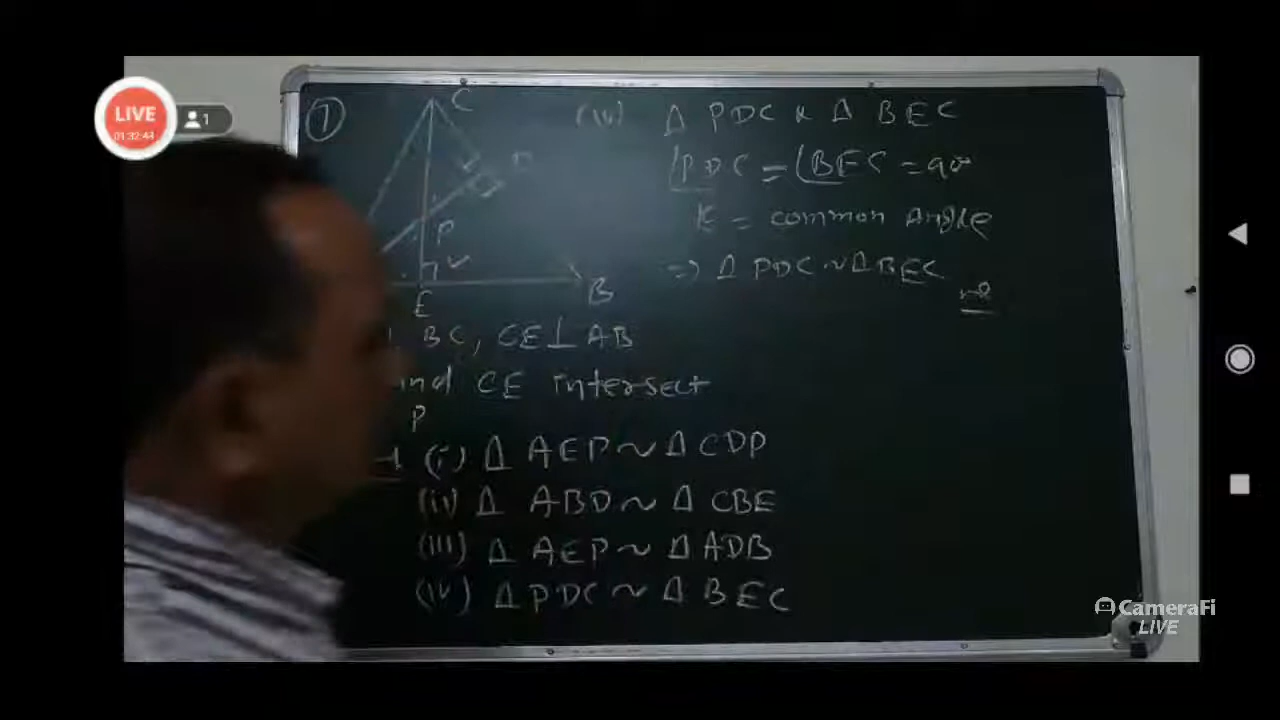 LIVE
01:32:44
1
7
C
P
E
B
BC, CE ⊥ AB
and CE intersect
P
(i) Δ AEP ~ Δ CDP
(ii) Δ ABD ~ Δ CBE
(iii) Δ AEP ~ Δ ADB
(iv) Δ PDC ~ Δ BEC
(iv) Δ PDC & Δ BEC
∠PDC = ∠BEC = 90°
= common Angle
=> Δ PDC ~ Δ BEC
CameraFi
LIVE